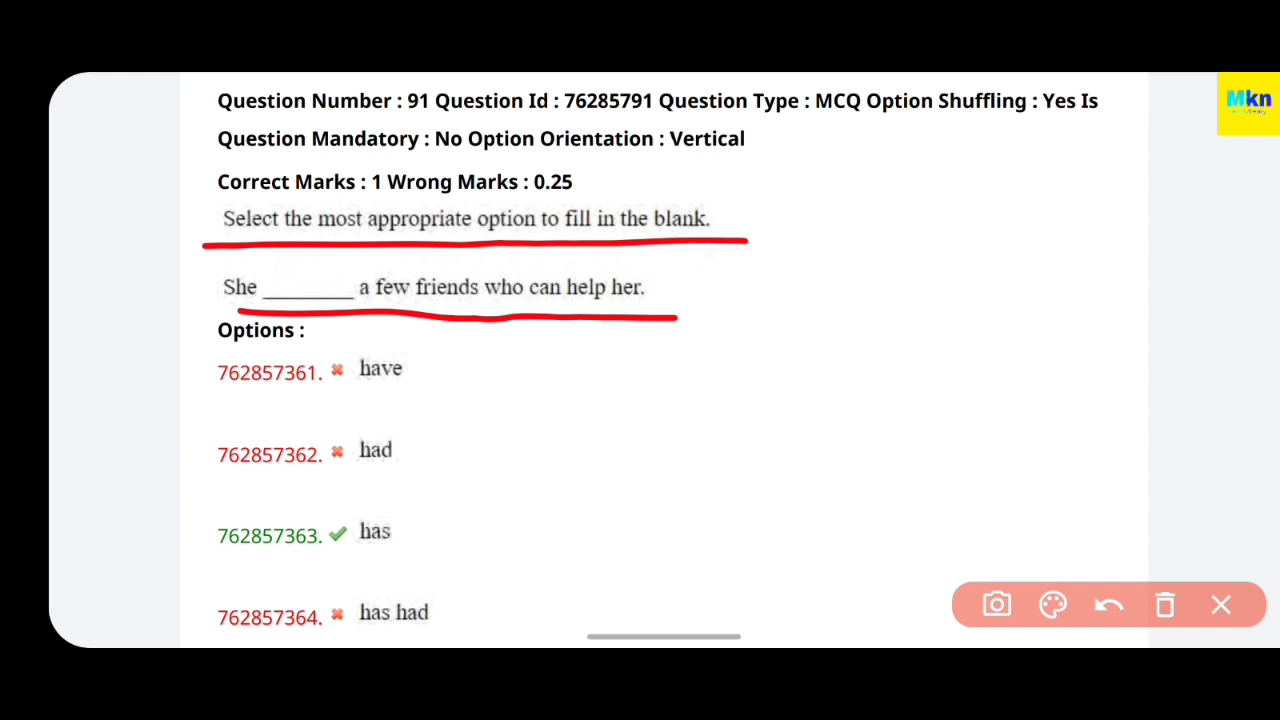 Question Number : 91 Question Id : 76285791 Question Type : MCQ Option Shuffling : Yes Is
Mkn
Academy
Question Mandatory : No Option Orientation : Vertical
Correct Marks : 1 Wrong Marks : 0.25
Select the most appropriate option to fill in the blank.
She ________ a few friends who can help her.
Options :
762857361. ✖ have
762857362. ✖ had
762857363. ✔ has
762857364. ✖ has had